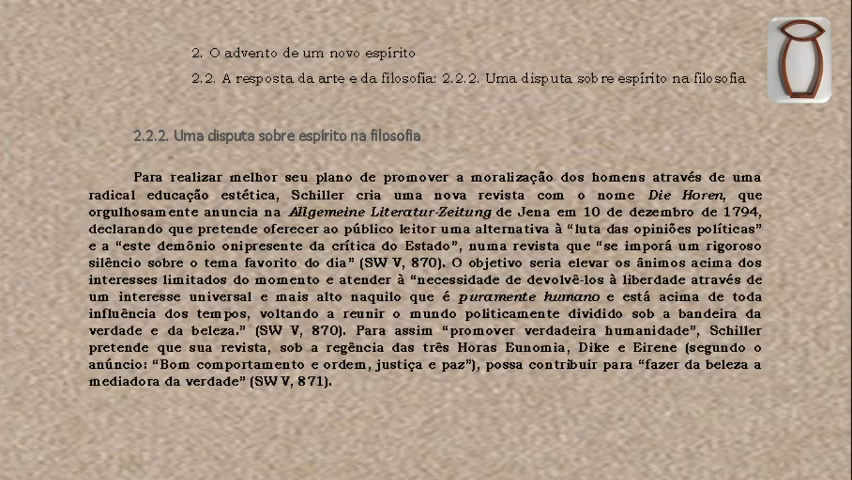 2. O advento de um novo espírito
2.2. A resposta da arte e da filosofia: 2.2.2. Uma disputa sobre espírito na filosofia
2.2.2. Uma disputa sobre espírito na filosofia
Para realizar melhor seu plano de promover a moralização dos homens através de uma
radical educação estética, Schiller cria uma nova revista com o nome Die Horen, que
orgulhosamente anuncia na Allgemeine Literatur-Zeitung de Jena em 10 de dezembro de 1794,
declarando que pretende oferecer ao público leitor uma alternativa à “luta das opiniões políticas”
e a “este demônio onipresente da crítica do Estado”, numa revista que “se imporá um rigoroso
silêncio sobre o tema favorito do dia” (SW V, 870). O objetivo seria elevar os ânimos acima dos
interesses limitados do momento e atender à “necessidade de devolvê-los à liberdade através de
um interesse universal e mais alto naquilo que é puramente humano e está acima de toda
influência dos tempos, voltando a reunir o mundo politicamente dividido sob a bandeira da
verdade e da beleza.” (SW V, 870). Para assim “promover verdadeira humanidade”, Schiller
pretende que sua revista, sob a regência das três Horas Eunomia, Dike e Eirene (segundo o
anúncio: “Bom comportamento e ordem, justiça e paz”), possa contribuir para “fazer da beleza a
mediadora da verdade” (SW V, 871).